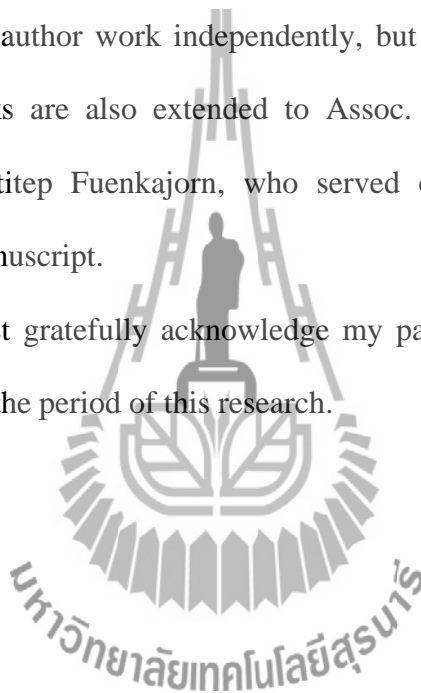 author work independently, but
s are also extended to Assoc.
titep Fuenkajorn, who served
nuscript.
t gratefully acknowledge my pa
the period of this research.
มหาวิทยาลัยเทคโนโลยีสุรนารี